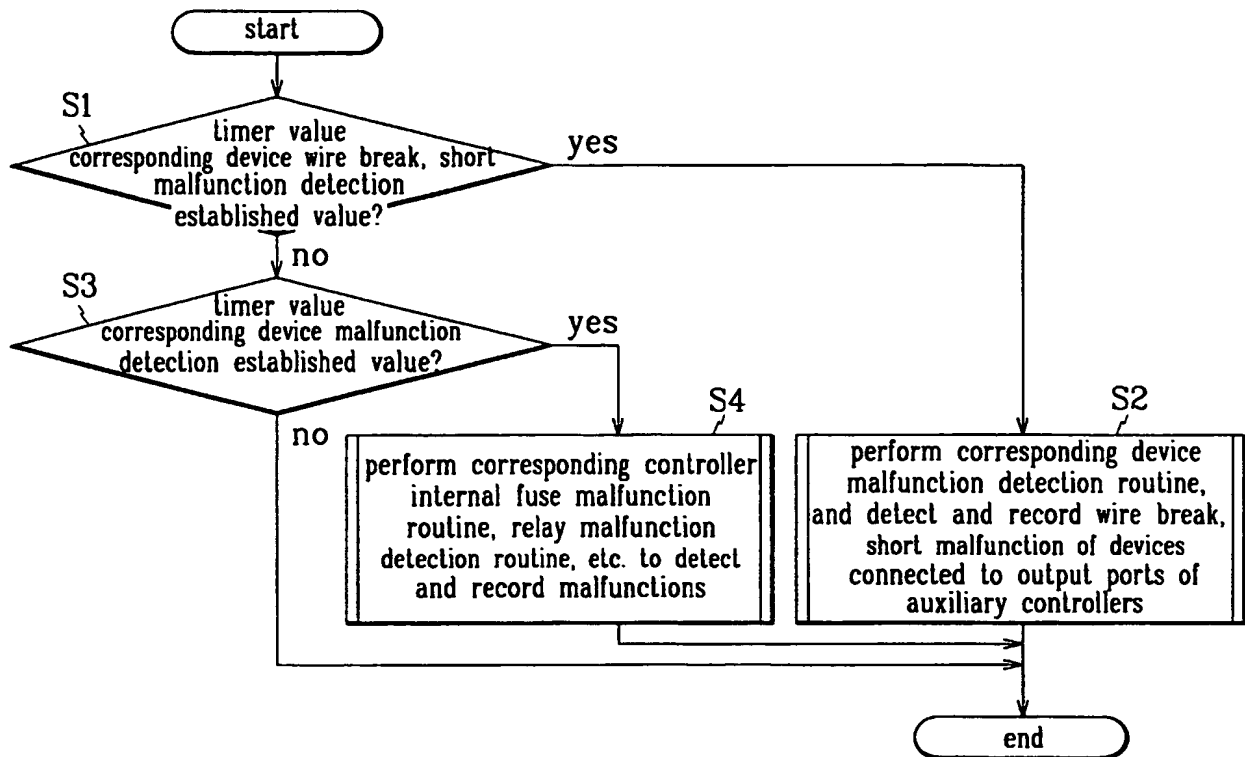 start
S1
timer value
corresponding device wire break, short
malfunction detection
established value?
yes
no
S3
timer value
corresponding device malfunction
detection established value?
yes
no
S4
perform corresponding controller
internal fuse malfunction
routine, relay malfunction
detection routine, etc. to detect
and record malfunctions
S2
perform corresponding device
malfunction detection routine,
and detect and record wire break,
short malfunction of devices
connected to output ports of
auxiliary controllers
end